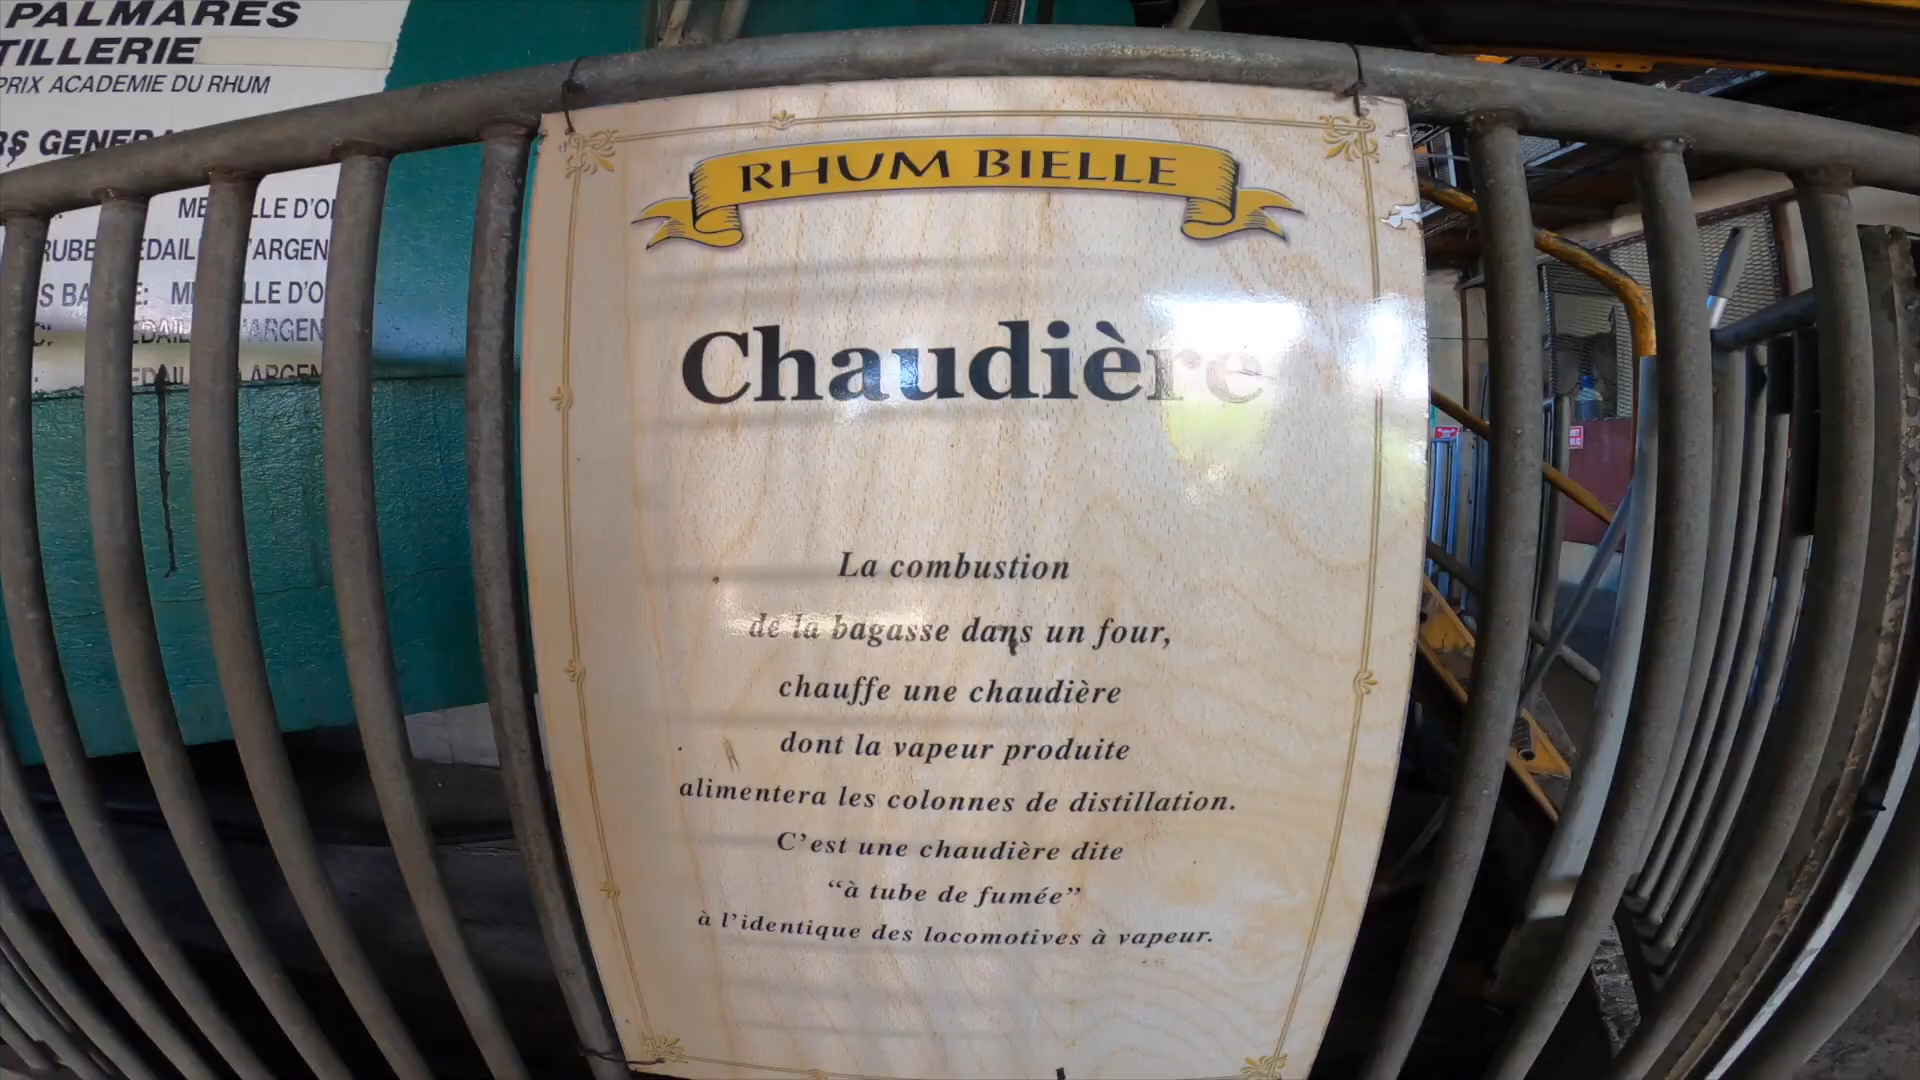 PALMARES
TILLERIE
PRIX ACADEMIE DU RHUM
RS
D'ARGEN
RHUM BIELLE
Chaudière
La combustion
de la bagasse dans un four,
chauffe une chaudière
dont la vapeur produite
alimentera les colonnes de distillation.
C'est une chaudière dite
“à tube de fumée”
à l'identique des locomotives à vapeur.